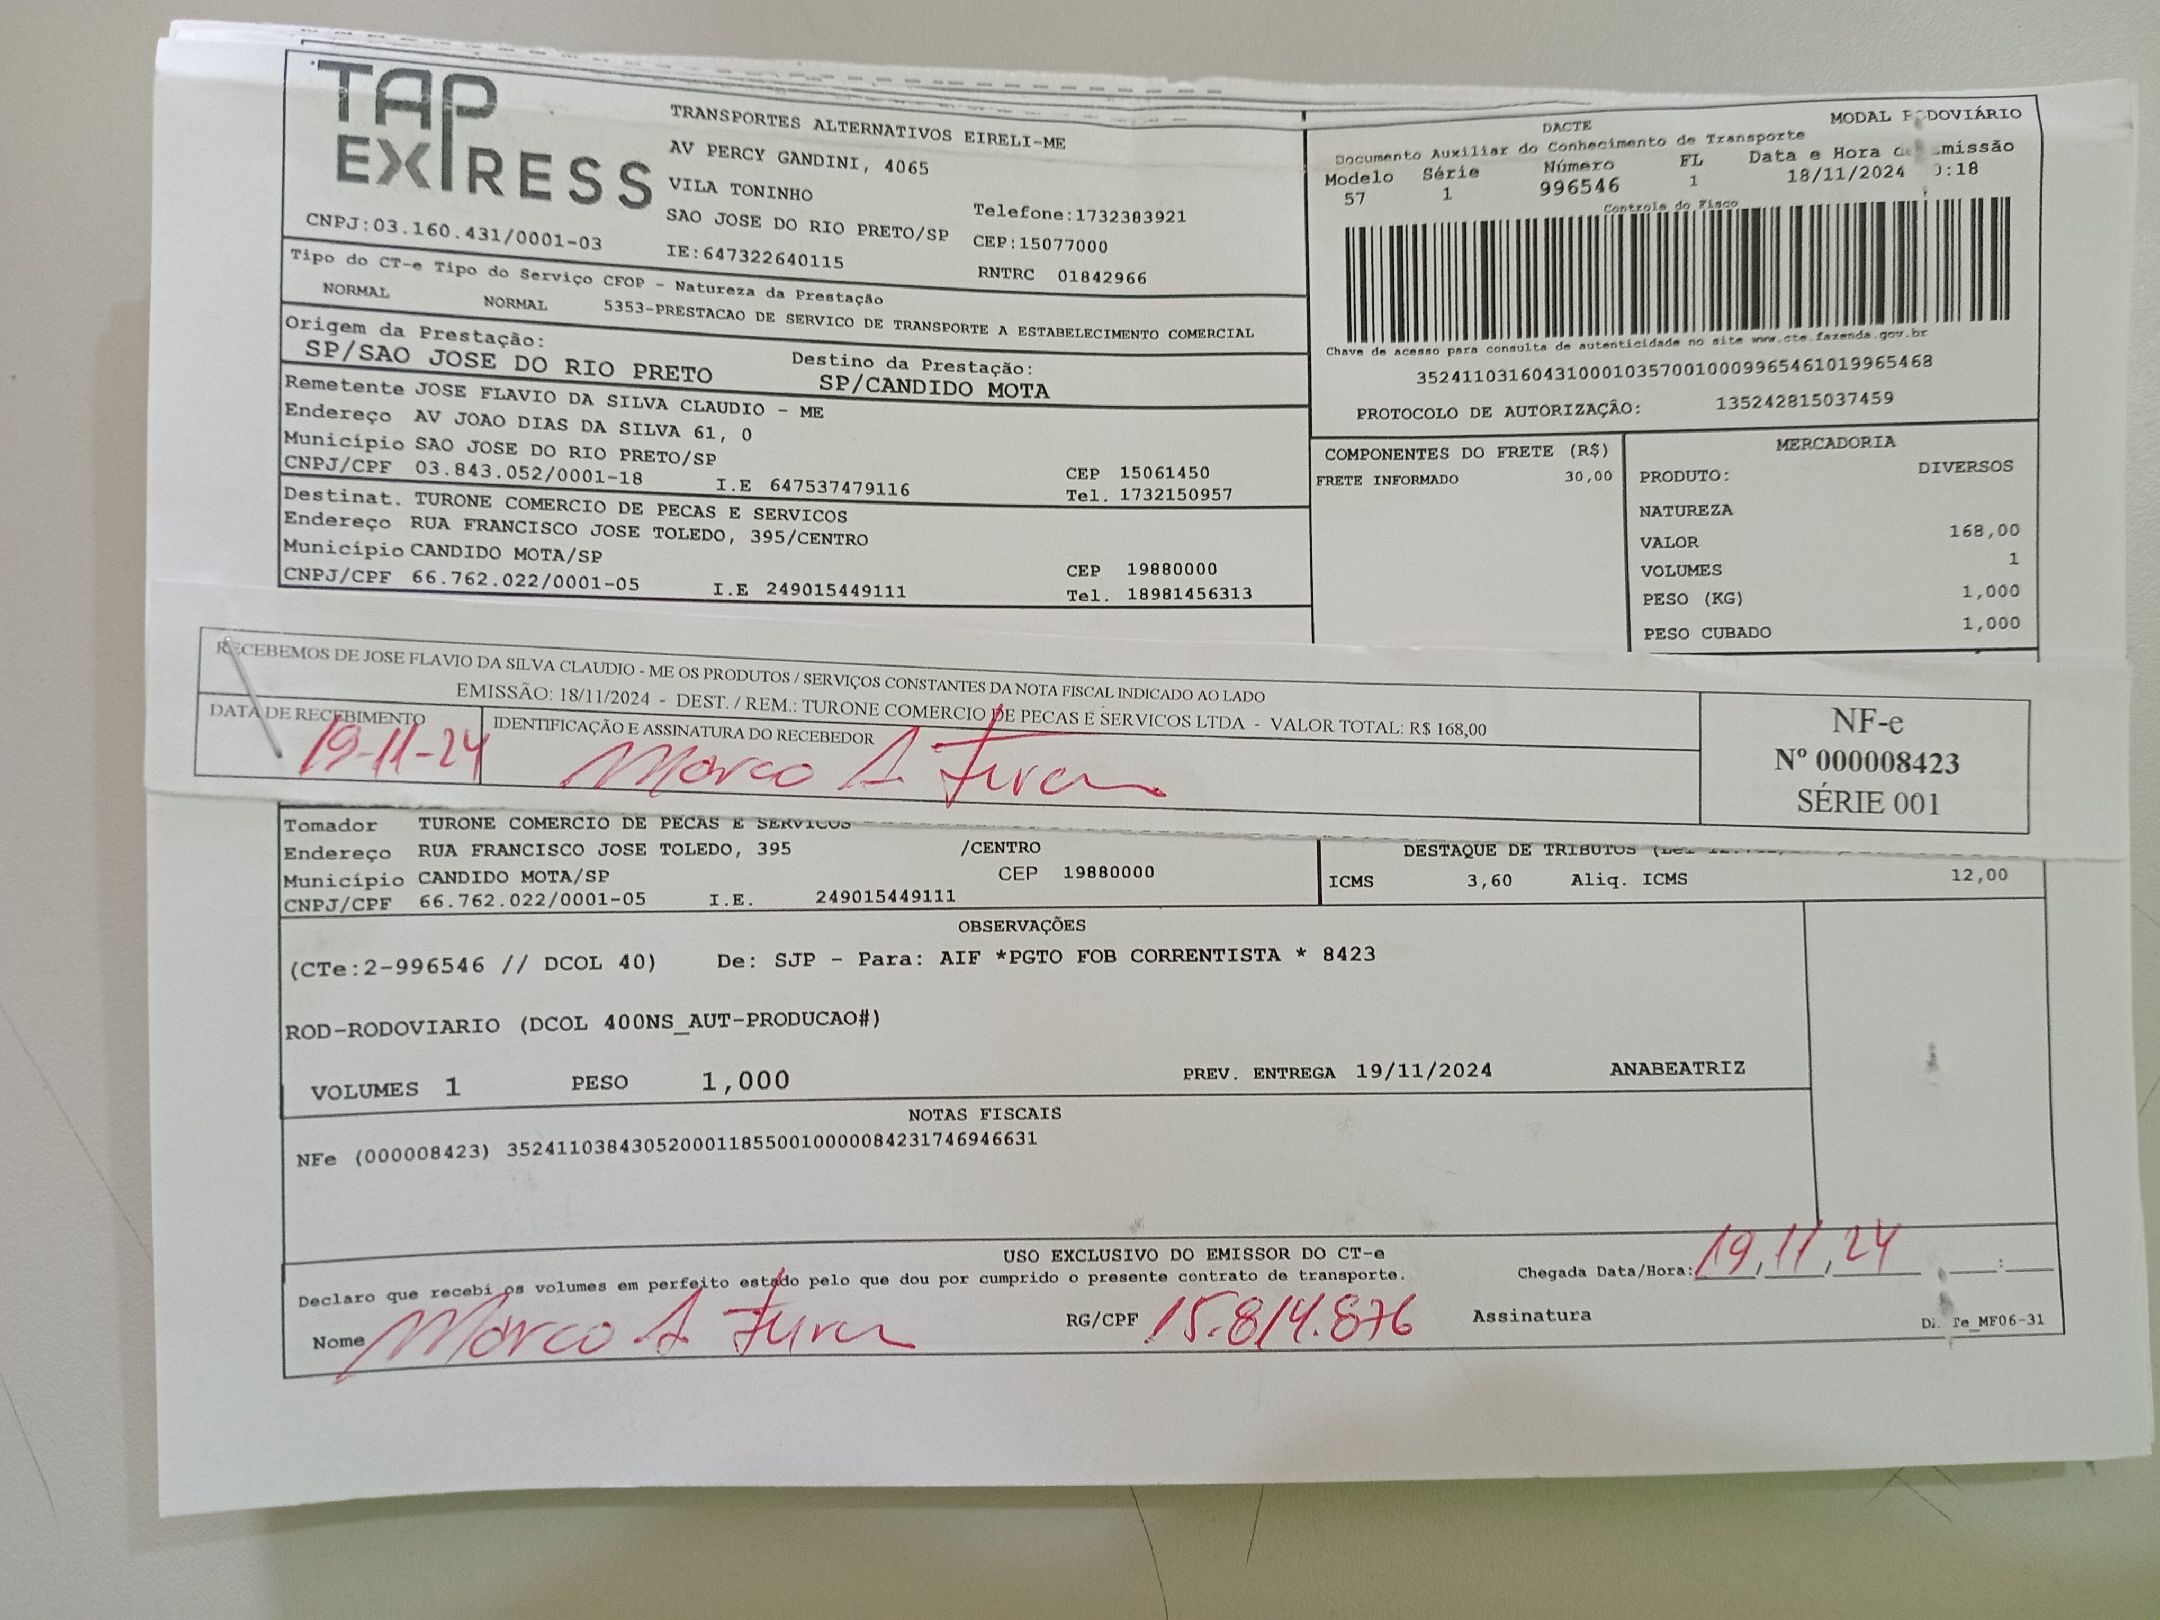 TAP
EXPRESS
TRANSPORTES ALTERNATIVOS EIRELI-ME
AV PERCY GANDINI, 4065
VILA TONINHO
SAO JOSE DO RIO PRETO/SP
Telefone:1732383921
CEP:15077000
CNPJ:03.160.431/0001-03
IE:647322640115
RNTRC 01842966
DACTE
MODAL RODOVIÁRIO
Documento Auxiliar do Conhecimento de Transporte
Modelo Série Número FL Data e Hora de missão
57 1 996546 1 18/11/2024 :18
Controle do Fisco
Chave de acesso para consulta de autenticidade no site www.cte.fazenda.gov.br
35241103160431000103570010009965461019965468
PROTOCOLO DE AUTORIZAÇÃO: 135242815037459
Tipo do CT-e Tipo do Serviço CFOP - Natureza da Prestação
NORMAL NORMAL 5353-PRESTACAO DE SERVICO DE TRANSPORTE A ESTABELECIMENTO COMERCIAL
Origem da Prestação:
SP/SAO JOSE DO RIO PRETO
Destino da Prestação:
SP/CANDIDO MOTA
Remetente JOSE FLAVIO DA SILVA CLAUDIO - ME
Endereço AV JOAO DIAS DA SILVA 61, 0
Município SAO JOSE DO RIO PRETO/SP
CEP 15061450
CNPJ/CPF 03.843.052/0001-18 I.E 647537479116 Tel. 1732150957
Destinat. TURONE COMERCIO DE PECAS E SERVICOS
Endereço RUA FRANCISCO JOSE TOLEDO, 395/CENTRO
Município CANDIDO MOTA/SP
CEP 19880000
CNPJ/CPF 66.762.022/0001-05 I.E 249015449111 Tel. 18981456313
COMPONENTES DO FRETE (R$)
FRETE INFORMADO 30,00
MERCADORIA
PRODUTO: DIVERSOS
NATUREZA
VALOR 168,00
VOLUMES 1
PESO (KG) 1,000
PESO CUBADO 1,000
RECEBEMOS DE JOSE FLAVIO DA SILVA CLAUDIO - ME OS PRODUTOS / SERVIÇOS CONSTANTES DA NOTA FISCAL INDICADO AO LADO
EMISSÃO: 18/11/2024 - DEST. / REM.: TURONE COMERCIO DE PECAS E SERVICOS LTDA - VALOR TOTAL: R$ 168,00
DATA DE RECEBIMENTO
19-11-24
IDENTIFICAÇÃO E ASSINATURA DO RECEBEDOR
Marco A
NF-e
Nº 000008423
SÉRIE 001
Tomador TURONE COMERCIO DE PECAS E SERVICOS
Endereço RUA FRANCISCO JOSE TOLEDO, 395 /CENTRO
Município CANDIDO MOTA/SP CEP 19880000
CNPJ/CPF 66.762.022/0001-05 I.E. 249015449111
DESTAQUE DE TRIBUTOS
ICMS 3,60 Aliq. ICMS 12,00
OBSERVAÇÕES
(CTe:2-996546 // DCOL 40) De: SJP - Para: AIF *PGTO FOB CORRENTISTA * 8423
ROD-RODOVIARIO (DCOL 400NS_AUT-PRODUCAO#)
VOLUMES 1 PESO 1,000 PREV. ENTREGA 19/11/2024 ANABEATRIZ
NOTAS FISCAIS
NFe (000008423) 35241103843052000118550010000084231746946631
USO EXCLUSIVO DO EMISSOR DO CT-e
Declaro que recebi os volumes em perfeito estado pelo que dou por cumprido o presente contrato de transporte.
Chegada Data/Hora: 19,11,24
Nome Marco A
RG/CPF 15.814.876
Assinatura
MF06-31